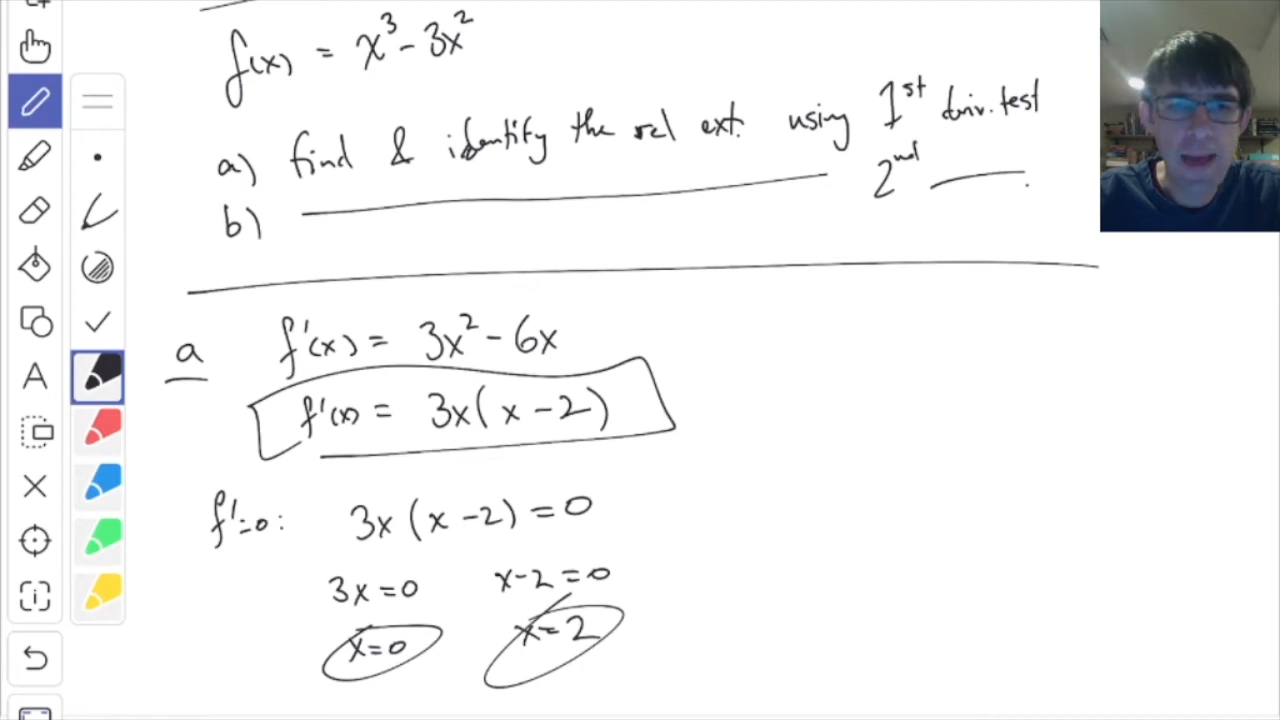 f(x) = x³ - 3x²
a) find & identify the rel ext. using 1st deriv. test
b) 2nd
a f'(x) = 3x² - 6x
f'(x) = 3x(x - 2)
f'=0: 3x(x-2) = 0
3x = 0 x-2 = 0
x=0 x=2
A